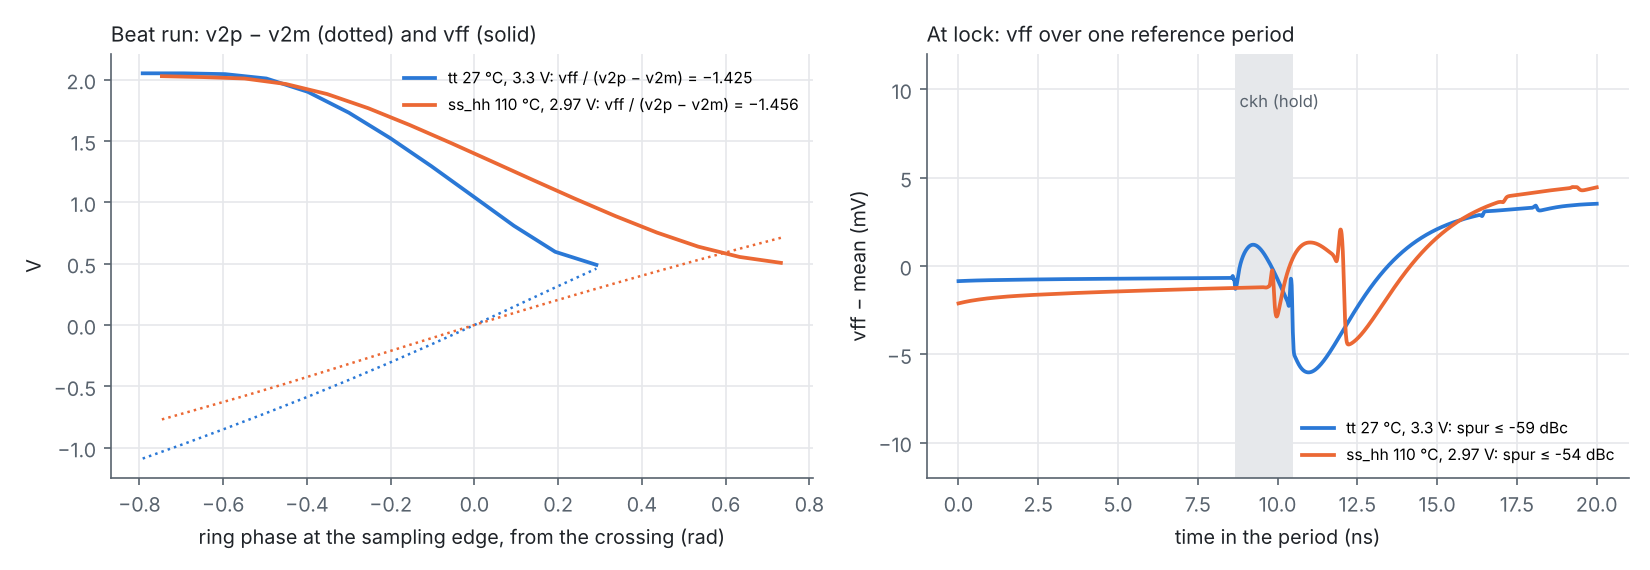 Beat run: v2p − v2m (dotted) and vff (solid)
tt 27 °C, 3.3 V: vff / (v2p − v2m) = −1.425
ss_hh 110 °C, 2.97 V: vff / (v2p − v2m) = −1.456
2.0
1.5
1.0
0.5
0.0
−0.5
−1.0
V
−0.8 −0.6 −0.4 −0.2 0.0 0.2 0.4 0.6 0.8
ring phase at the sampling edge, from the crossing (rad)
At lock: vff over one reference period
ckh (hold)
10
5
0
−5
−10
vff − mean (mV)
tt 27 °C, 3.3 V: spur ≤ -59 dBc
ss_hh 110 °C, 2.97 V: spur ≤ -54 dBc
0.0 2.5 5.0 7.5 10.0 12.5 15.0 17.5 20.0
time in the period (ns)